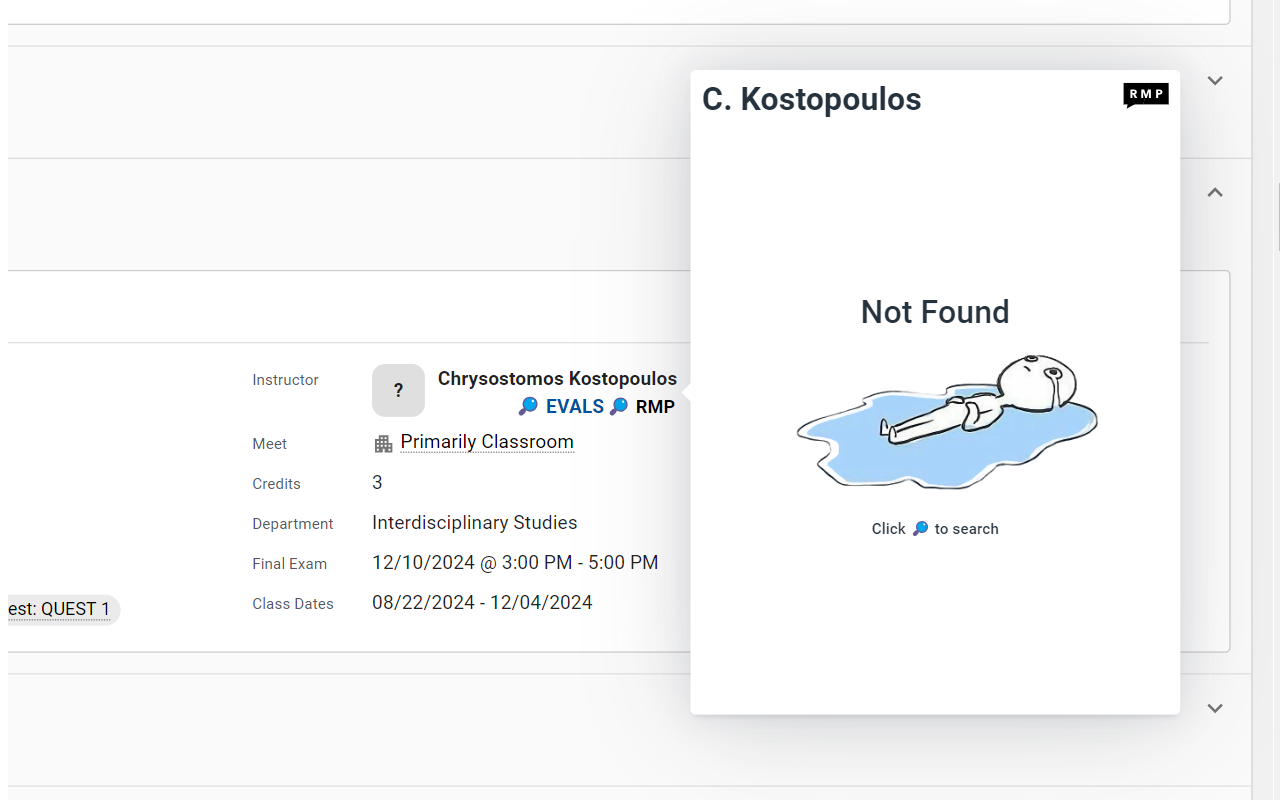 C. Kostopoulos
RMP
Not Found
Click 🔎 to search
Instructor
?
Chrysostomos Kostopoulos
🔎 EVALS 🔎 RMP
Meet
Primarily Classroom
Credits
3
Department
Interdisciplinary Studies
Final Exam
12/10/2024 @ 3:00 PM - 5:00 PM
Class Dates
08/22/2024 - 12/04/2024
est: QUEST 1